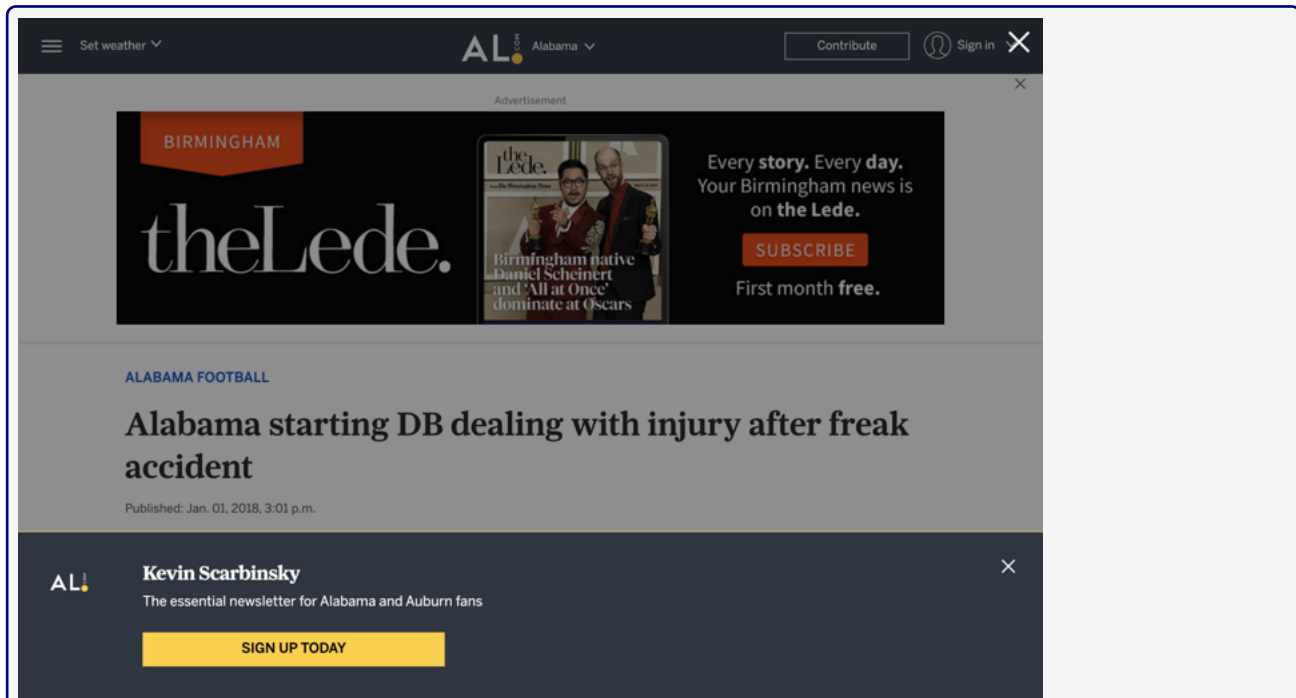 Set weather
AL.com
Alabama
Contribute
Sign in
Advertisement
BIRMINGHAM
theLede.
the Lede.
Birmingham native
Daniel Scheinert
and ‘All at Once’
dominate at Oscars
Every story. Every day.
Your Birmingham news is
on the Lede.
SUBSCRIBE
First month free.
ALABAMA FOOTBALL
Alabama starting DB dealing with injury after freak
accident
Published: Jan. 01, 2018, 3:01 p.m.
AL.com
Kevin Scarbinsky
The essential newsletter for Alabama and Auburn fans
SIGN UP TODAY